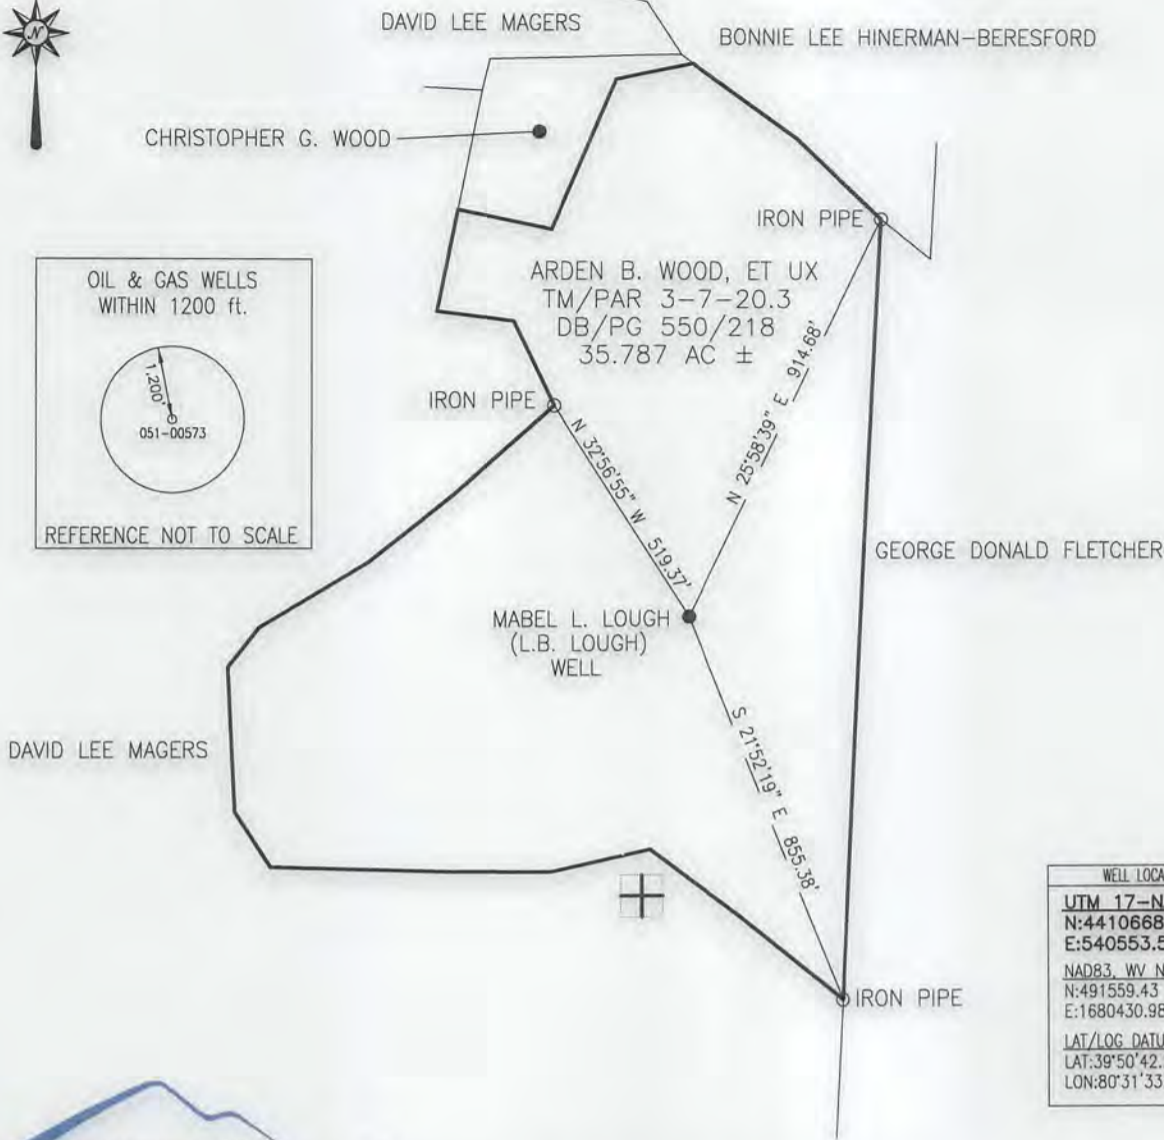 N
DAVID LEE MAGERS
BONNIE LEE HINERMAN-BERESFORD
CHRISTOPHER G. WOOD
IRON PIPE
OIL & GAS WELLS
WITHIN 1200 ft.
1,200'
051-00573
REFERENCE NOT TO SCALE
ARDEN B. WOOD, ET UX
TM/PAR 3-7-20.3
DB/PG 550/218
35.787 AC ±
IRON PIPE
N 32°56'55" W 519.37'
N 25°58'39" E 914.68'
GEORGE DONALD FLETCHER
MABEL L. LOUGH
(L.B. LOUGH)
WELL
S 21°52'19" E 855.38'
DAVID LEE MAGERS
IRON PIPE
WELL LOCA
UTM 17-N
N:4410668
E:540553.5
NAD83, WV N
N:491559.43
E:1680430.98
LAT/LOG DATU
LAT:39°50'42.
LON:80°31'33